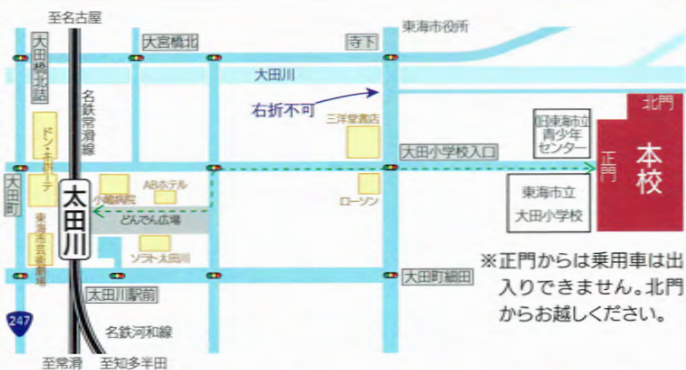 至名古屋
大田橋北詰
大宮橋北
寺下
東海市役所
大田川
名鉄常滑線
右折不可
三洋堂書店
北門
旧東海市立
青少年
センター
正門
本校
ドン・キホーテ
大田小学校入口
大田町
太田川
小嶋病院
ABホテル
ローソン
東海市立
大田小学校
どんでん広場
東海市芸術劇場
ソラト太田川
太田川駅前
大田町細田
※正門からは乗用車は出
入りできません。北門
からお越しください。
247
名鉄河和線
至常滑
至知多半田